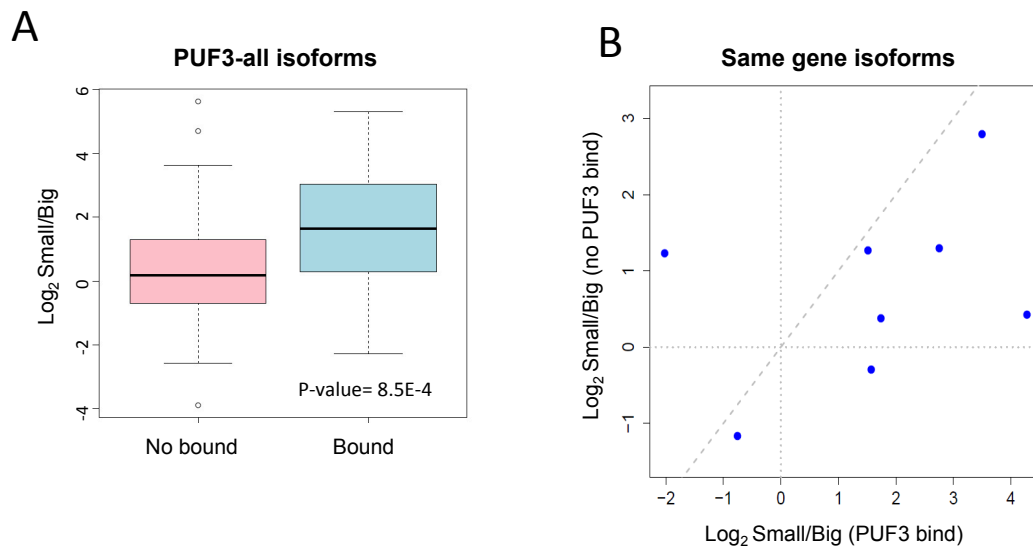 A
PUF3-all isoforms
Log₂ Small/Big
6
4
2
0
-2
-4
P-value= 8.5E-4
No bound
Bound
B
Same gene isoforms
Log₂ Small/Big (no PUF3 bind)
3
2
1
0
−1
−2
−1
0
1
2
3
4
Log₂ Small/Big (PUF3 bind)